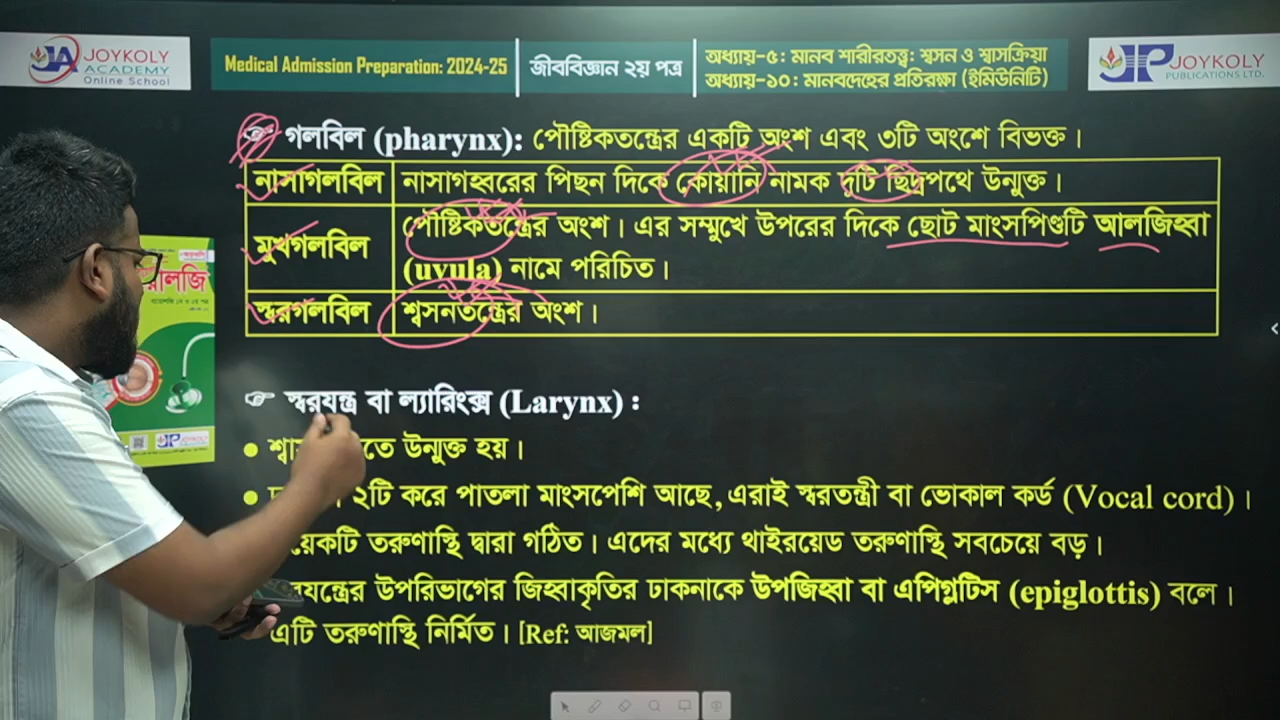 JOYKOLY
ACADEMY
Online School
Medical Admission Preparation: 2024-25
জীববিজ্ঞান ২য় পত্র
অধ্যায়-৫: মানব শারীরতত্ত্ব: শ্বসন ও শ্বাসক্রিয়া
অধ্যায়-১০: মানবদেহের প্রতিরক্ষা (ইমিউনিটি)
JOYKOLY
PUBLICATIONS LTD.
গলবিল (pharynx): পৌষ্টিকতন্ত্রের একটি অংশ এবং ৩টি অংশে বিভক্ত।
নাসাগলবিল নাসাগহ্বরের পিছন দিকে কোয়ানি নামক দুটি ছিদ্রপথে উন্মুক্ত।
মুখগলবিল পৌষ্টিকতন্ত্রের অংশ। এর সম্মুখে উপরের দিকে ছোট মাংসপিণ্ডটি আলজিহ্বা
(uvula) নামে পরিচিত।
স্বরগলবিল শ্বসনতন্ত্রের অংশ।
স্বরযন্ত্র বা ল্যারিংক্স (Larynx) :
উন্মুক্ত হয়।
২টি করে পাতলা মাংসপেশি আছে, এরাই স্বরতন্ত্রী বা ভোকাল কর্ড (Vocal cord)।
তরুণাস্থি দ্বারা গঠিত। এদের মধ্যে থাইরয়েড তরুণাস্থি সবচেয়ে বড়।
উপরিভাগের জিহ্বাকৃতির ঢাকনাকে উপজিহ্বা বা এপিগ্লটিস (epiglottis) বলে।
এটি তরুণাস্থি নির্মিত। [Ref: আজমল]